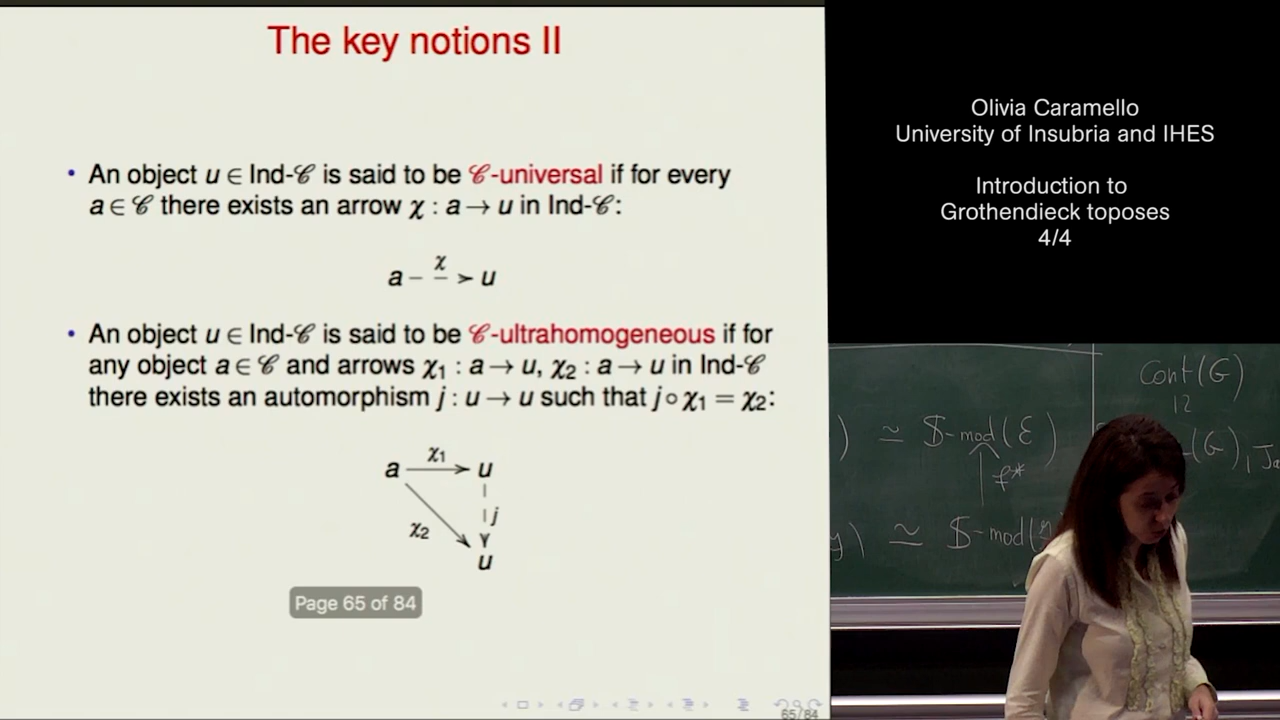 The key notions II
• An object u ∈ Ind-𝒞 is said to be 𝒞-universal if for every
a ∈ 𝒞 there exists an arrow χ : a → u in Ind-𝒞:
a – χ – > u
• An object u ∈ Ind-𝒞 is said to be 𝒞-ultrahomogeneous if for
any object a ∈ 𝒞 and arrows χ₁ : a → u, χ₂ : a → u in Ind-𝒞
there exists an automorphism j : u → u such that j ∘ χ₁ = χ₂:
χ₁
a → u
χ₂ j
u
Page 65 of 84
65/84
Olivia Caramello
University of Insubria and IHES
Introduction to
Grothendieck toposes
4/4
Cont(G)
) ≃ 𝕊-mod(ℰ)
(G), J
f*
) ≃ 𝕊-mod(